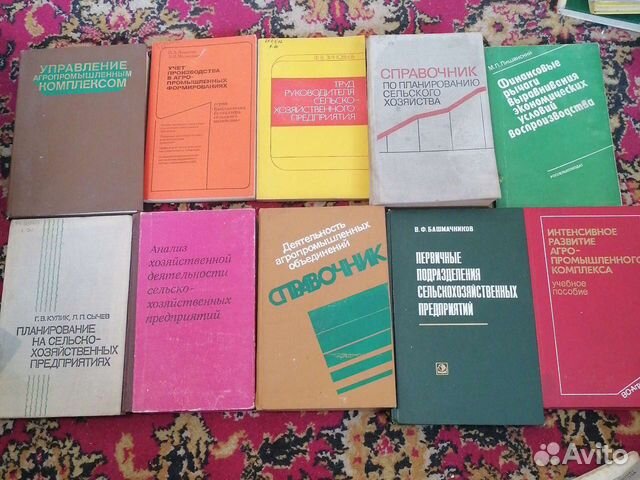 УПРАВЛЕНИЕ
АГРОПРОМЫШЛЕННЫМ
КОМПЛЕКСОМ
УЧЕТ
ПРОИЗВОДСТВА
В АГРО-
ПРОМЫШЛЕННЫХ
ФОРМИРОВАНИЯХ
ТРУД
РУКОВОДИТЕЛЯ
СЕЛЬСКО-
ХОЗЯЙСТВЕННОГО
ПРЕДПРИЯТИЯ
СПРАВОЧНИК
ПО ПЛАНИРОВАНИЮ
СЕЛЬСКОГО
ХОЗЯЙСТВА
Финансовые
рычаги
выравнивания
экономических
условий
воспроизводства
Г.В. КУЛИК, Л.П. СЫЧЕВ
ПЛАНИРОВАНИЕ
НА СЕЛЬСКО-
ХОЗЯЙСТВЕННЫХ
ПРЕДПРИЯТИЯХ
Анализ
хозяйственной
деятельности
сельско-
хозяйственных
предприятий
Деятельность
агропромышленных
объединений
СПРАВОЧНИК
В. Ф. БАШМАЧНИКОВ
ПЕРВИЧНЫЕ
ПОДРАЗДЕЛЕНИЯ
СЕЛЬСКОХОЗЯЙСТВЕННЫХ
ПРЕДПРИЯТИЙ
ИНТЕНСИВНОЕ
РАЗВИТИЕ
АГРО-
ПРОМЫШЛЕННОГО
КОМПЛЕКСА
учебное
пособие
Avito